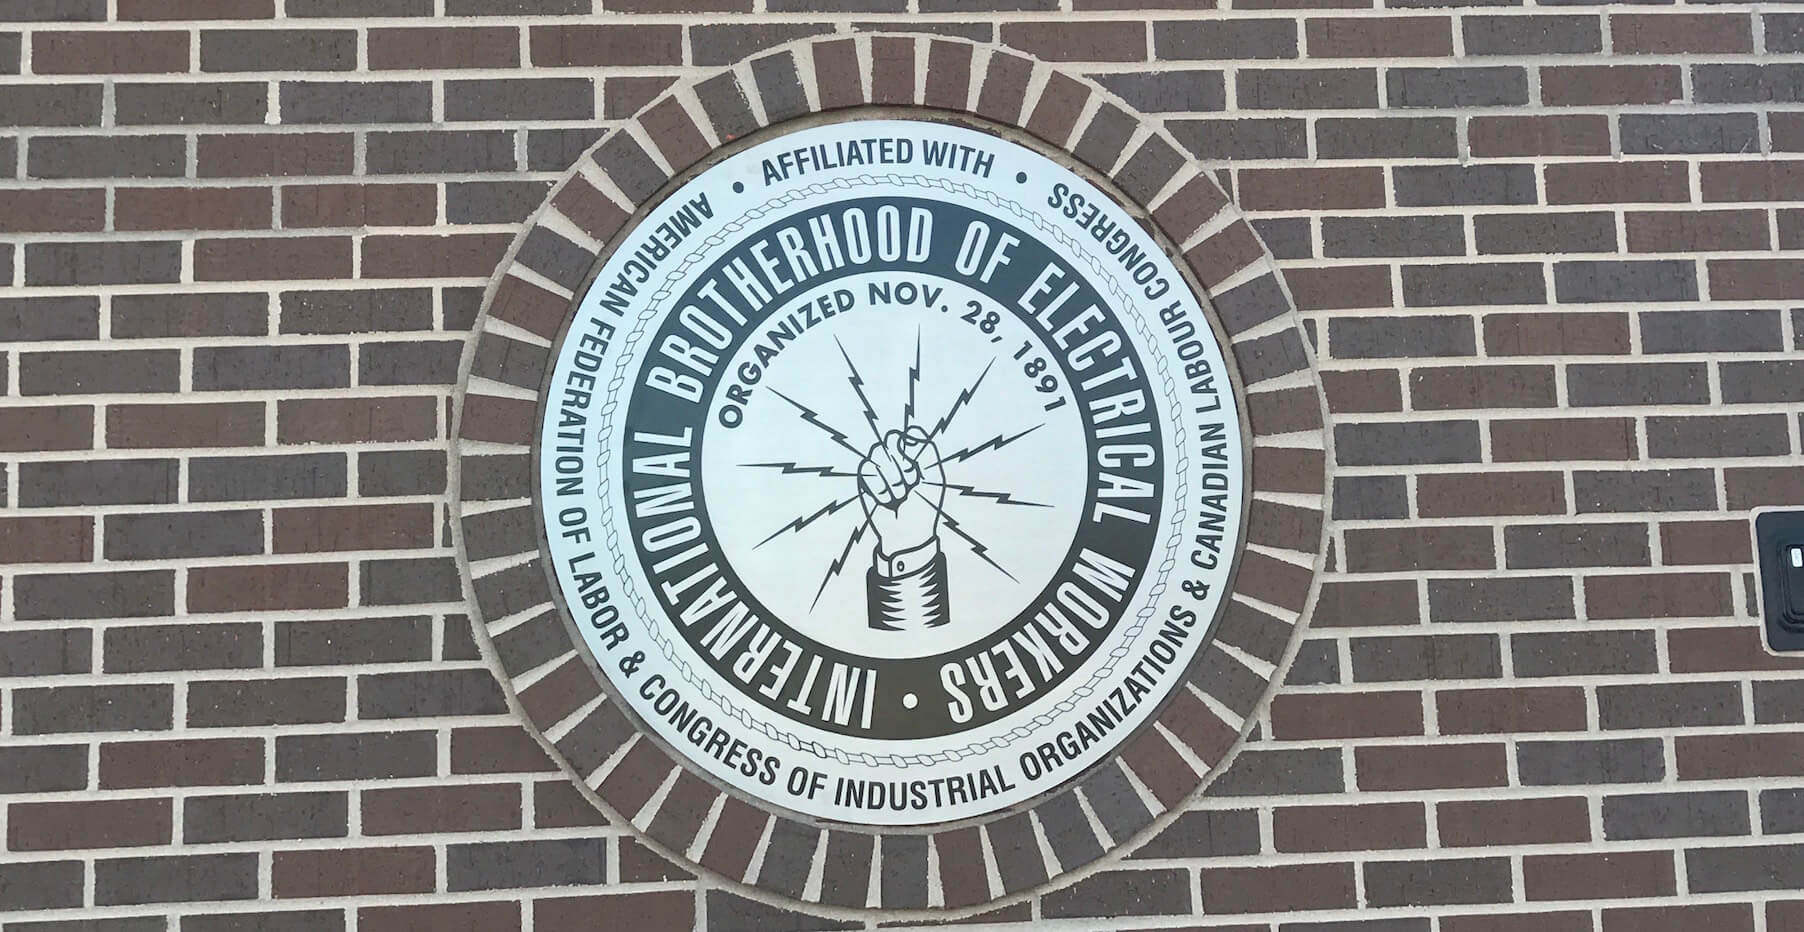 AFFILIATED WITH
• AMERICAN FEDERATION OF LABOR & CONGRESS OF INDUSTRIAL ORGANIZATIONS & CANADIAN LABOUR CONGRESS •
INTERNATIONAL BROTHERHOOD OF ELECTRICAL WORKERS •
ORGANIZED NOV. 28, 1891